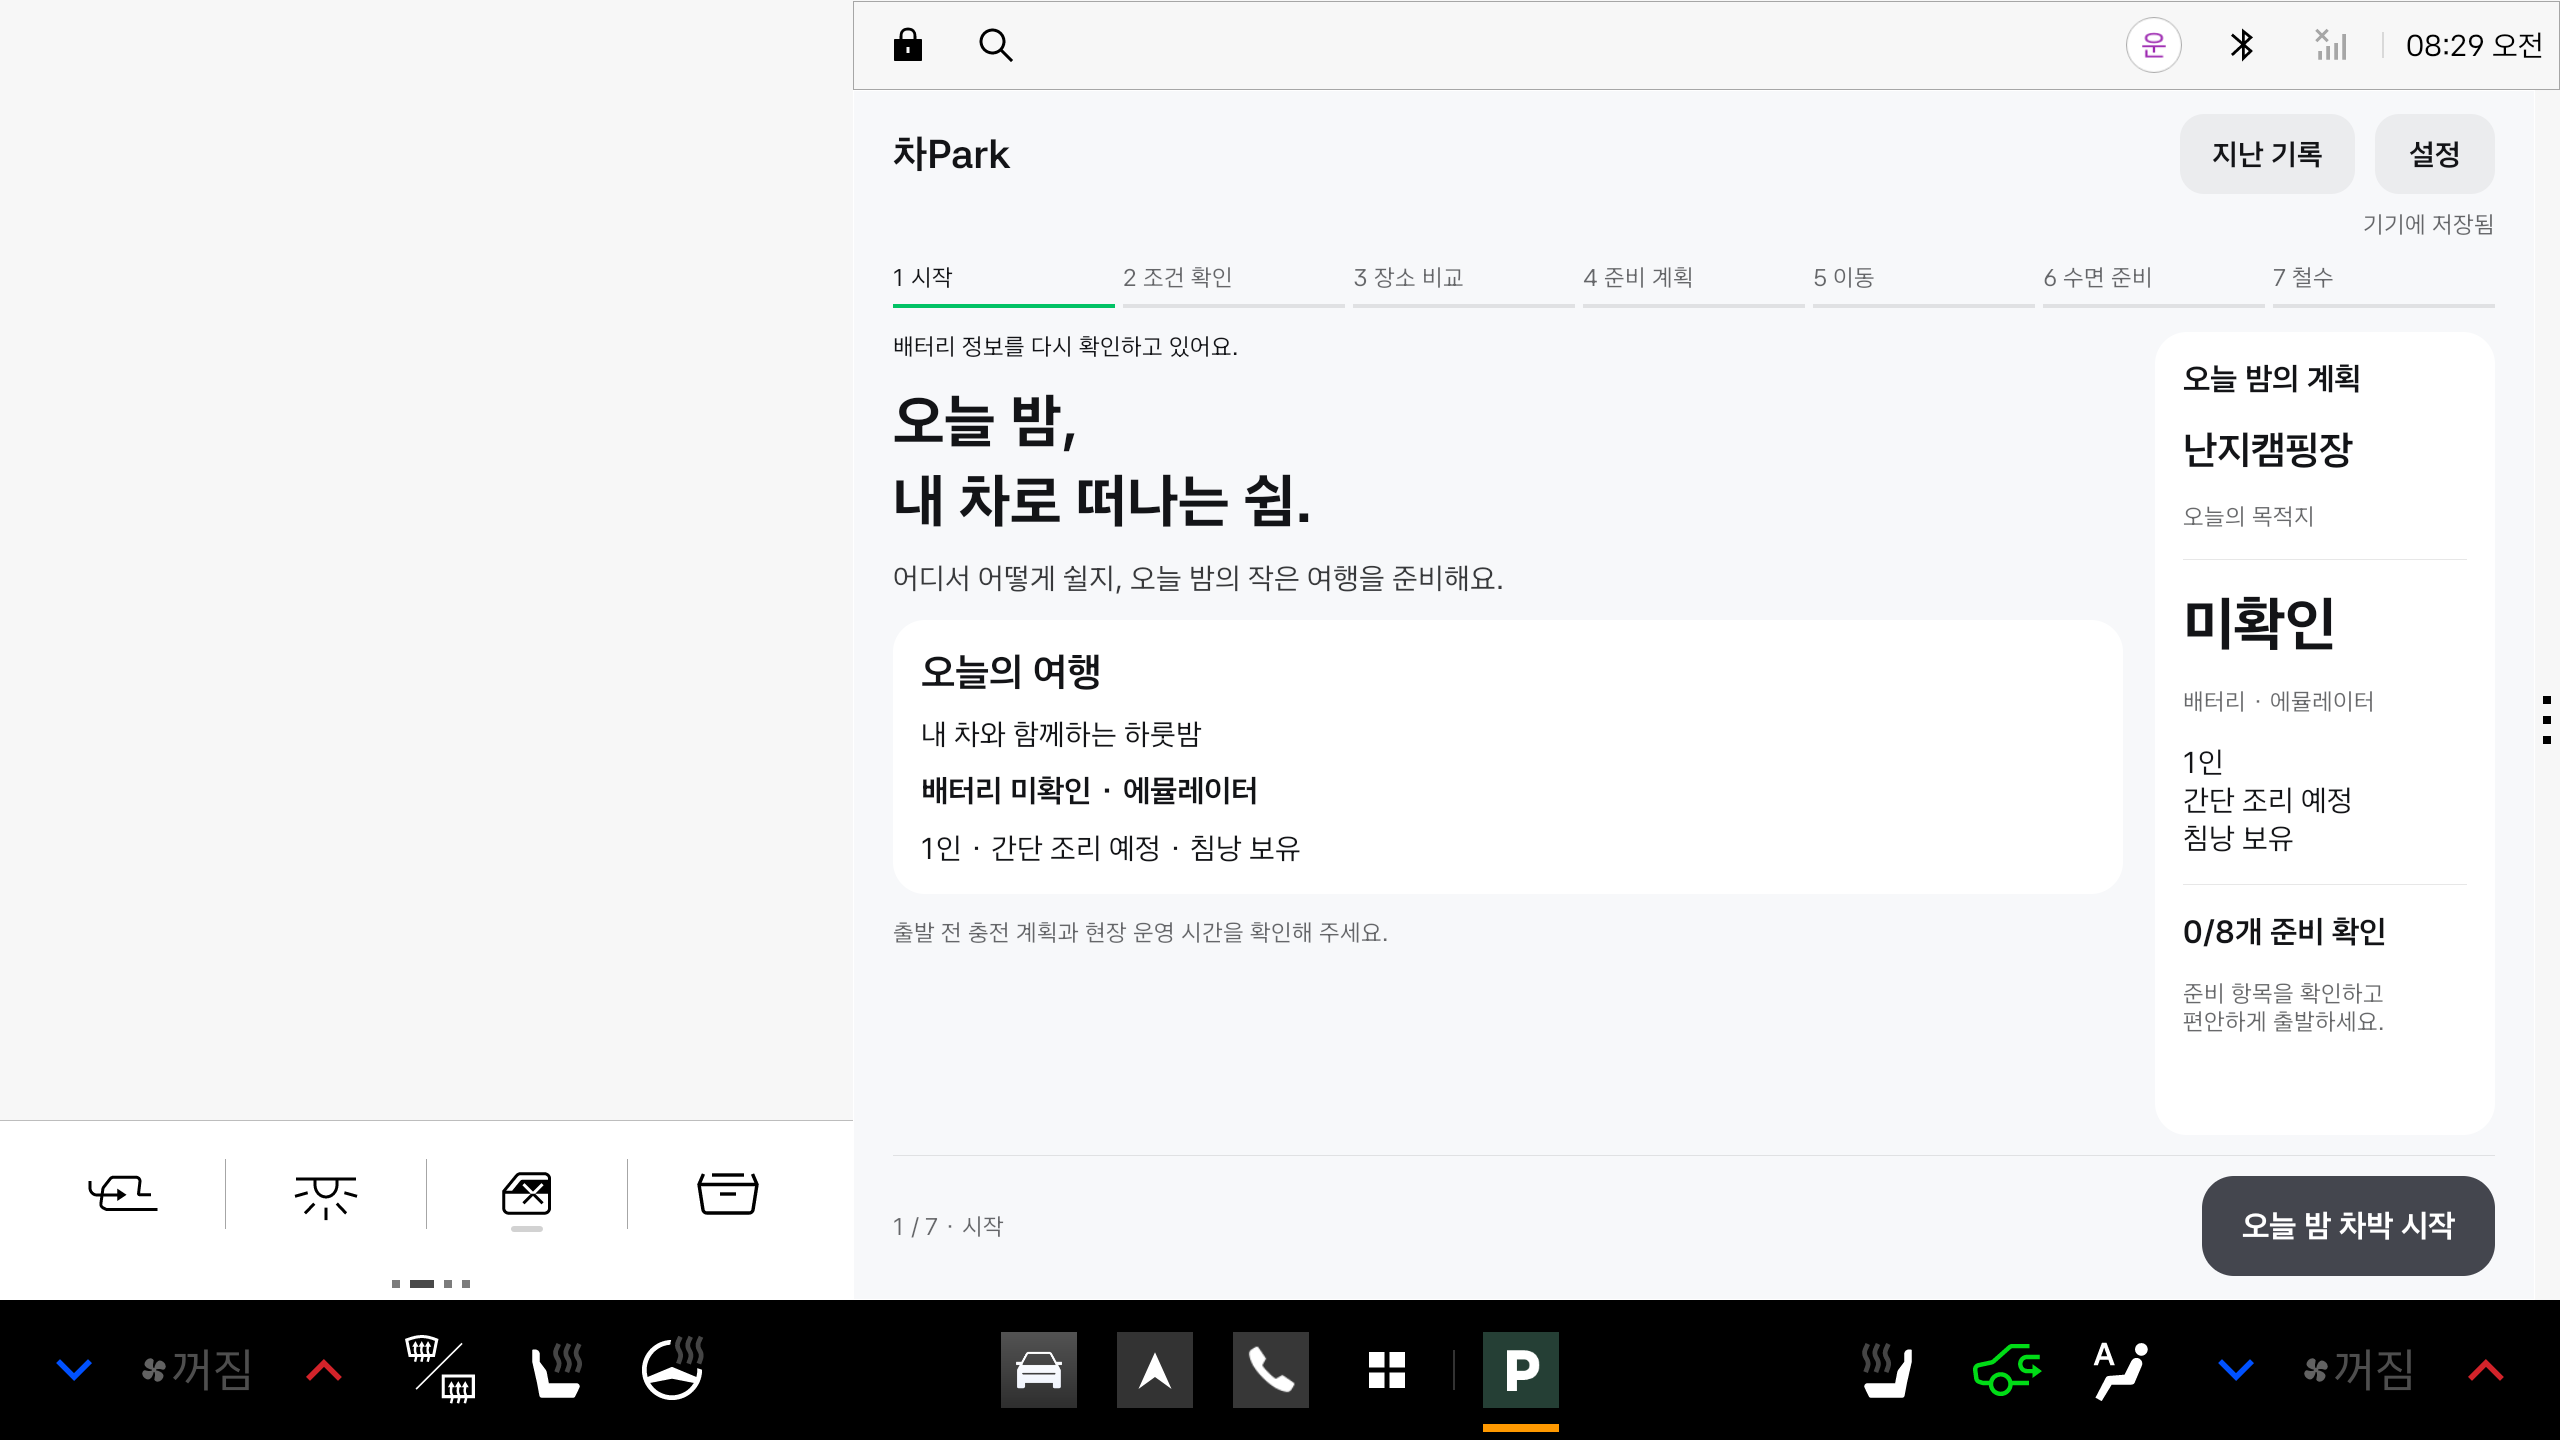 운
08:29 오전
차Park
지난 기록
설정
기기에 저장됨
1 시작
2 조건 확인
3 장소 비교
4 준비 계획
5 이동
6 수면 준비
7 철수
배터리 정보를 다시 확인하고 있어요.
오늘 밤,
내 차로 떠나는 쉼.
어디서 어떻게 쉴지, 오늘 밤의 작은 여행을 준비해요.
오늘의 여행
내 차와 함께하는 하룻밤
배터리 미확인 · 에뮬레이터
1인 · 간단 조리 예정 · 침낭 보유
출발 전 충전 계획과 현장 운영 시간을 확인해 주세요.
오늘 밤의 계획
난지캠핑장
오늘의 목적지
미확인
배터리 · 에뮬레이터
1인
간단 조리 예정
침낭 보유
0/8개 준비 확인
준비 항목을 확인하고
편안하게 출발하세요.
1 / 7 · 시작
오늘 밤 차박 시작
꺼짐
P
A
꺼짐